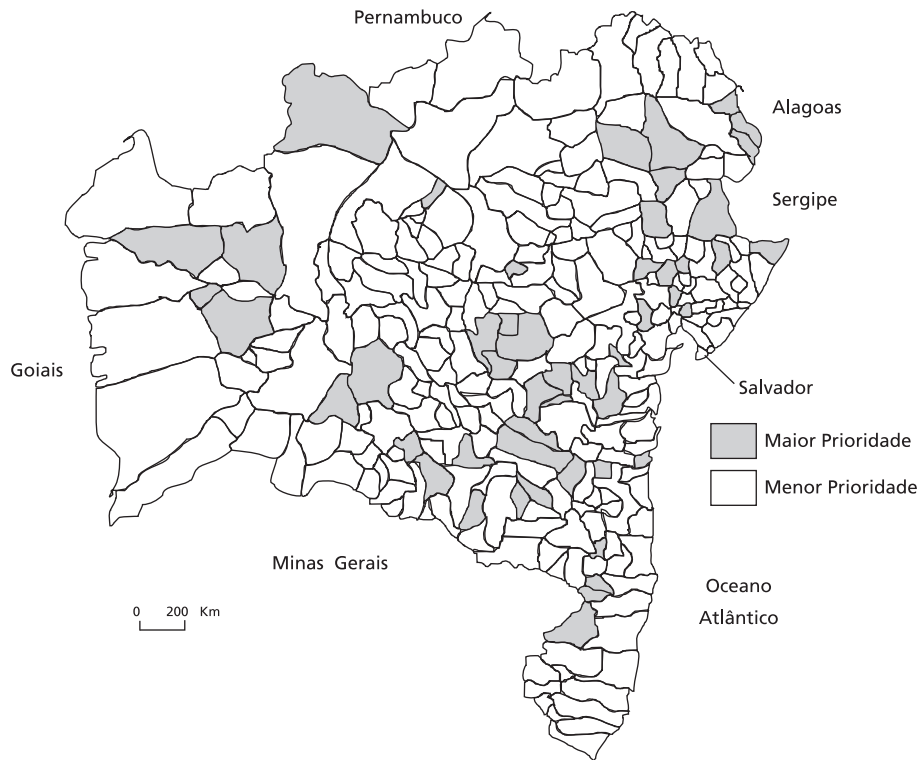 Pernambuco
Alagoas
Sergipe
Goiais
Salvador
Maior Prioridade
Menor Prioridade
Minas Gerais
Oceano
Atlântico
0 200 Km